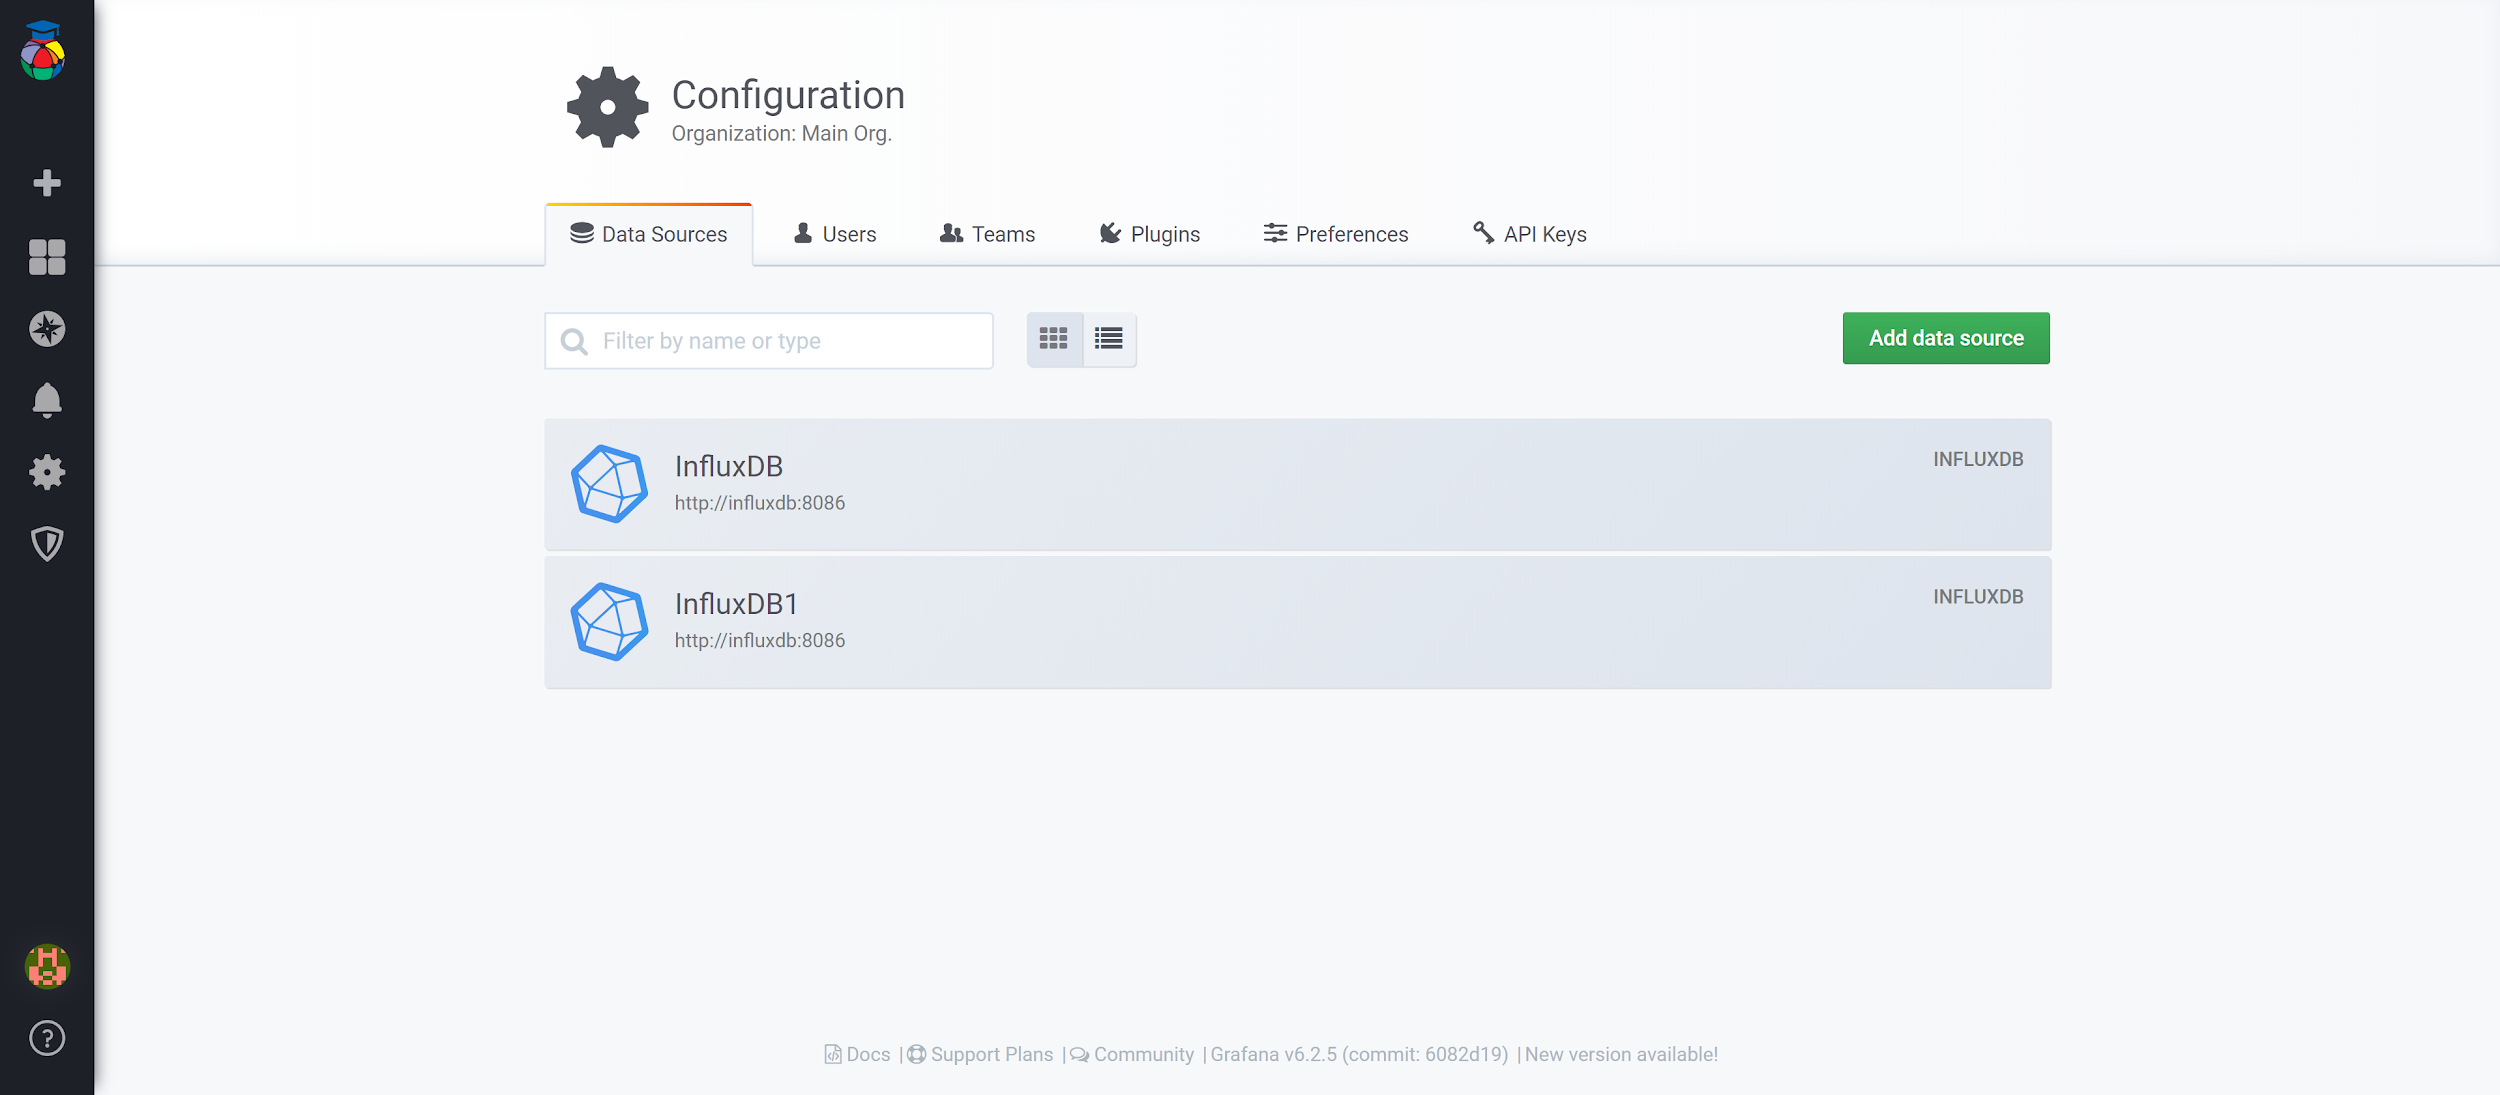 Configuration
Organization: Main Org.
Data Sources
Users
Teams
Plugins
Preferences
API Keys
Filter by name or type
Add data source
InfluxDB
INFLUXDB
http://influxdb:8086
InfluxDB1
INFLUXDB
http://influxdb:8086
Docs | Support Plans | Community | Grafana v6.2.5 (commit: 6082d19) | New version available!